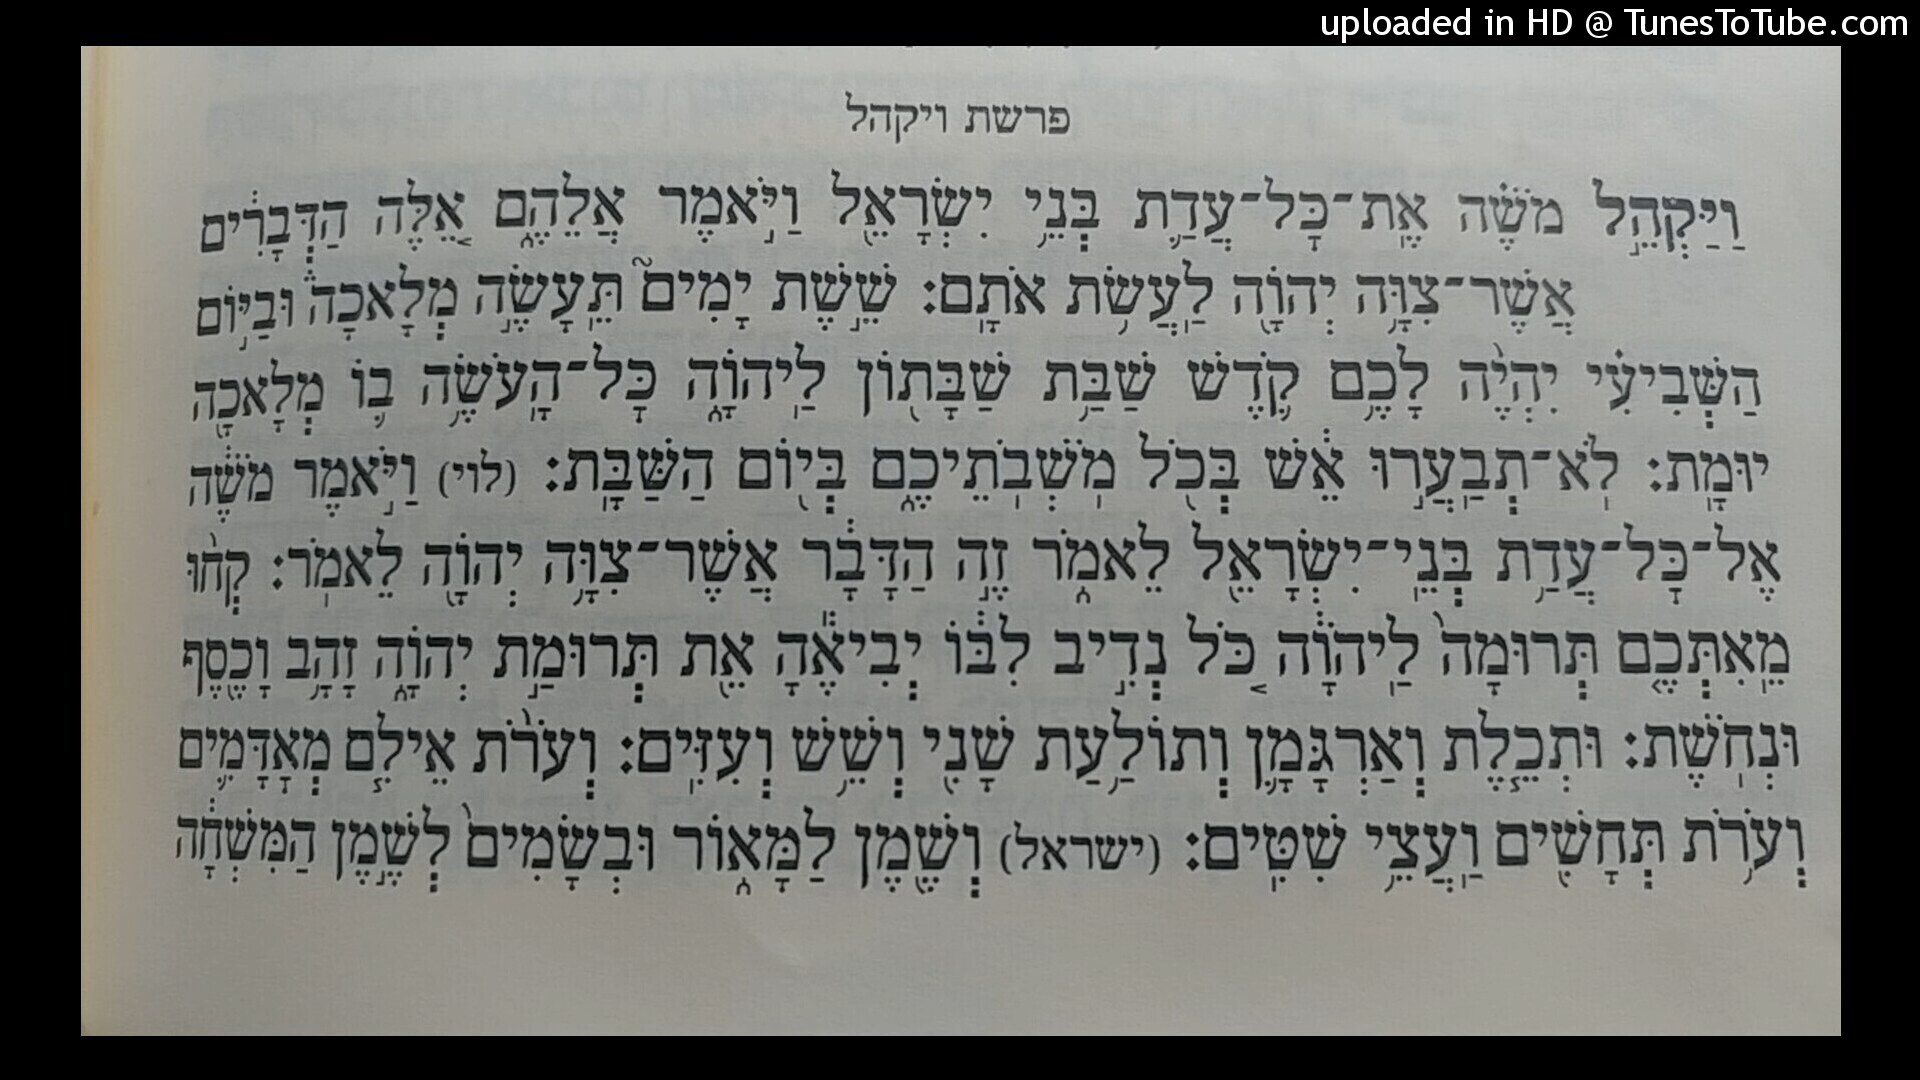 uploaded in HD @ TunesToTube.com
פרשת ויקהל
וַיַּקְהֵ֣ל מֹשֶׁ֗ה אֶֽת־כָּל־עֲדַ֛ת בְּנֵ֥י יִשְׂרָאֵ֖ל וַיֹּ֣אמֶר אֲלֵהֶ֑ם אֵ֚לֶּה הַדְּבָרִ֔ים
אֲשֶׁר־צִוָּ֥ה יְהוָֹ֖ה לַֽעֲשֹׂ֥ת אֹתָֽם׃ שֵׁ֣שֶׁת יָמִים֮ תֵּֽעָשֶׂ֣ה מְלָאכָה֒ וּבַיּ֣וֹם
הַשְּׁבִיעִ֗י יִהְיֶ֨ה לָכֶ֥ם קֹ֛דֶשׁ שַׁבַּ֥ת שַׁבָּת֖וֹן לַֽיהוָֹ֑ה כָּל־הָֽעֹשֶׂ֥ה ב֛וֹ מְלָאכָ֖ה
יוּמָֽת׃ לֹֽא־תְבַֽעֲר֣וּ אֵ֔שׁ בְּכֹ֖ל מֽשְׁבֹֽתֵיכֶ֑ם בְּי֖וֹם הַשַּׁבָּֽת׃ (לוי) וַיֹּ֣אמֶר מֹשֶׁ֔ה
אֶל־כָּל־עֲדַ֥ת בְּנֵֽי־יִשְׂרָאֵ֖ל לֵאמֹ֑ר זֶ֣ה הַדָּבָ֔ר אֲשֶׁר־צִוָּ֥ה יְהוָֹ֖ה לֵאמֹֽר׃ קְח֨וּ
מֵֽאִתְּכֶ֤ם תְּרוּמָה֙ לַֽיהוָֹ֔ה כֹּ֚ל נְדִ֣יב לִבּ֔וֹ יְבִיאֶ֕הָ אֵ֖ת תְּרוּמַ֣ת יְהוָֹ֑ה זָהָ֥ב וָכֶ֖סֶף
וּנְחֹֽשֶׁת׃ וּתְכֵ֧לֶת וְאַרְגָּמָ֛ן וְתוֹלַ֥עַת שָׁנִ֖י וְשֵׁ֥שׁ וְעִזִּֽים׃ וְעֹרֹ֨ת אֵילִ֧ם מְאָדָּמִ֛ים
וְעֹרֹ֥ת תְּחָשִׁ֖ים וַֽעֲצֵ֥י שִׁטִּֽים׃ (ישראל) וְשֶׁ֖מֶן לַמָּא֑וֹר וּבְשָׂמִים֙ לְשֶׁ֣מֶן הַמִּשְׁחָ֔ה